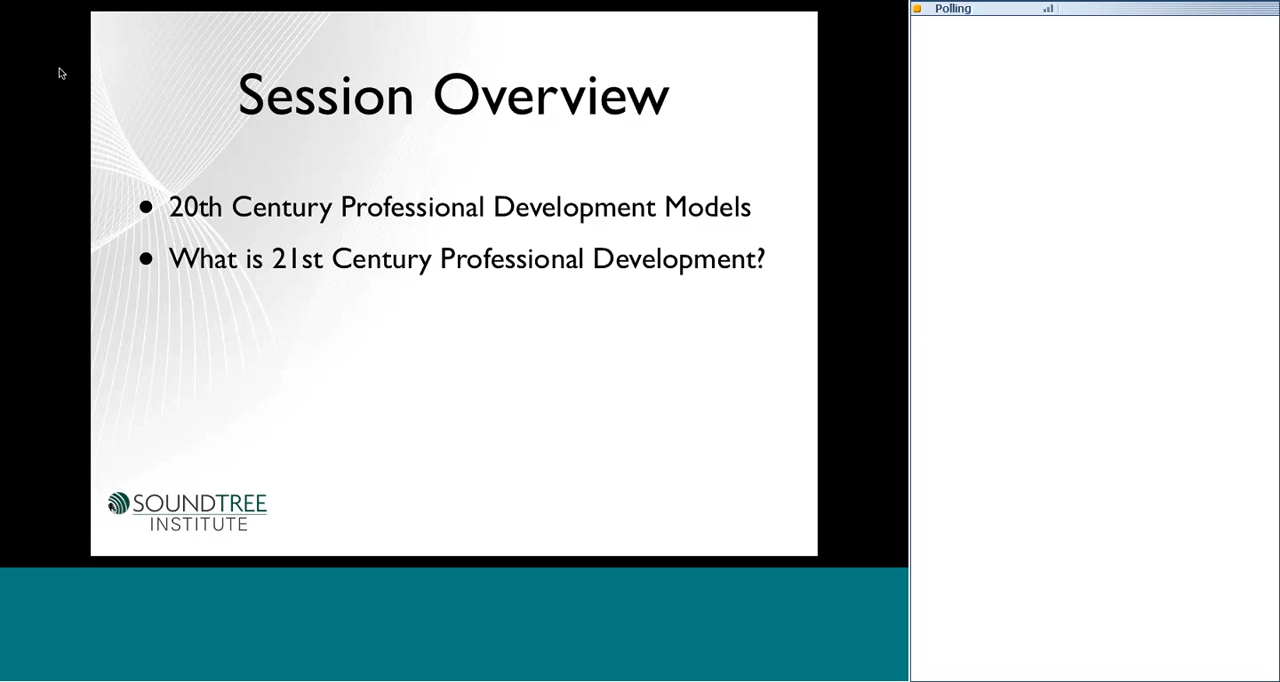 Polling
Session Overview
● 20th Century Professional Development Models
● What is 21st Century Professional Development?
SOUNDTREE
INSTITUTE